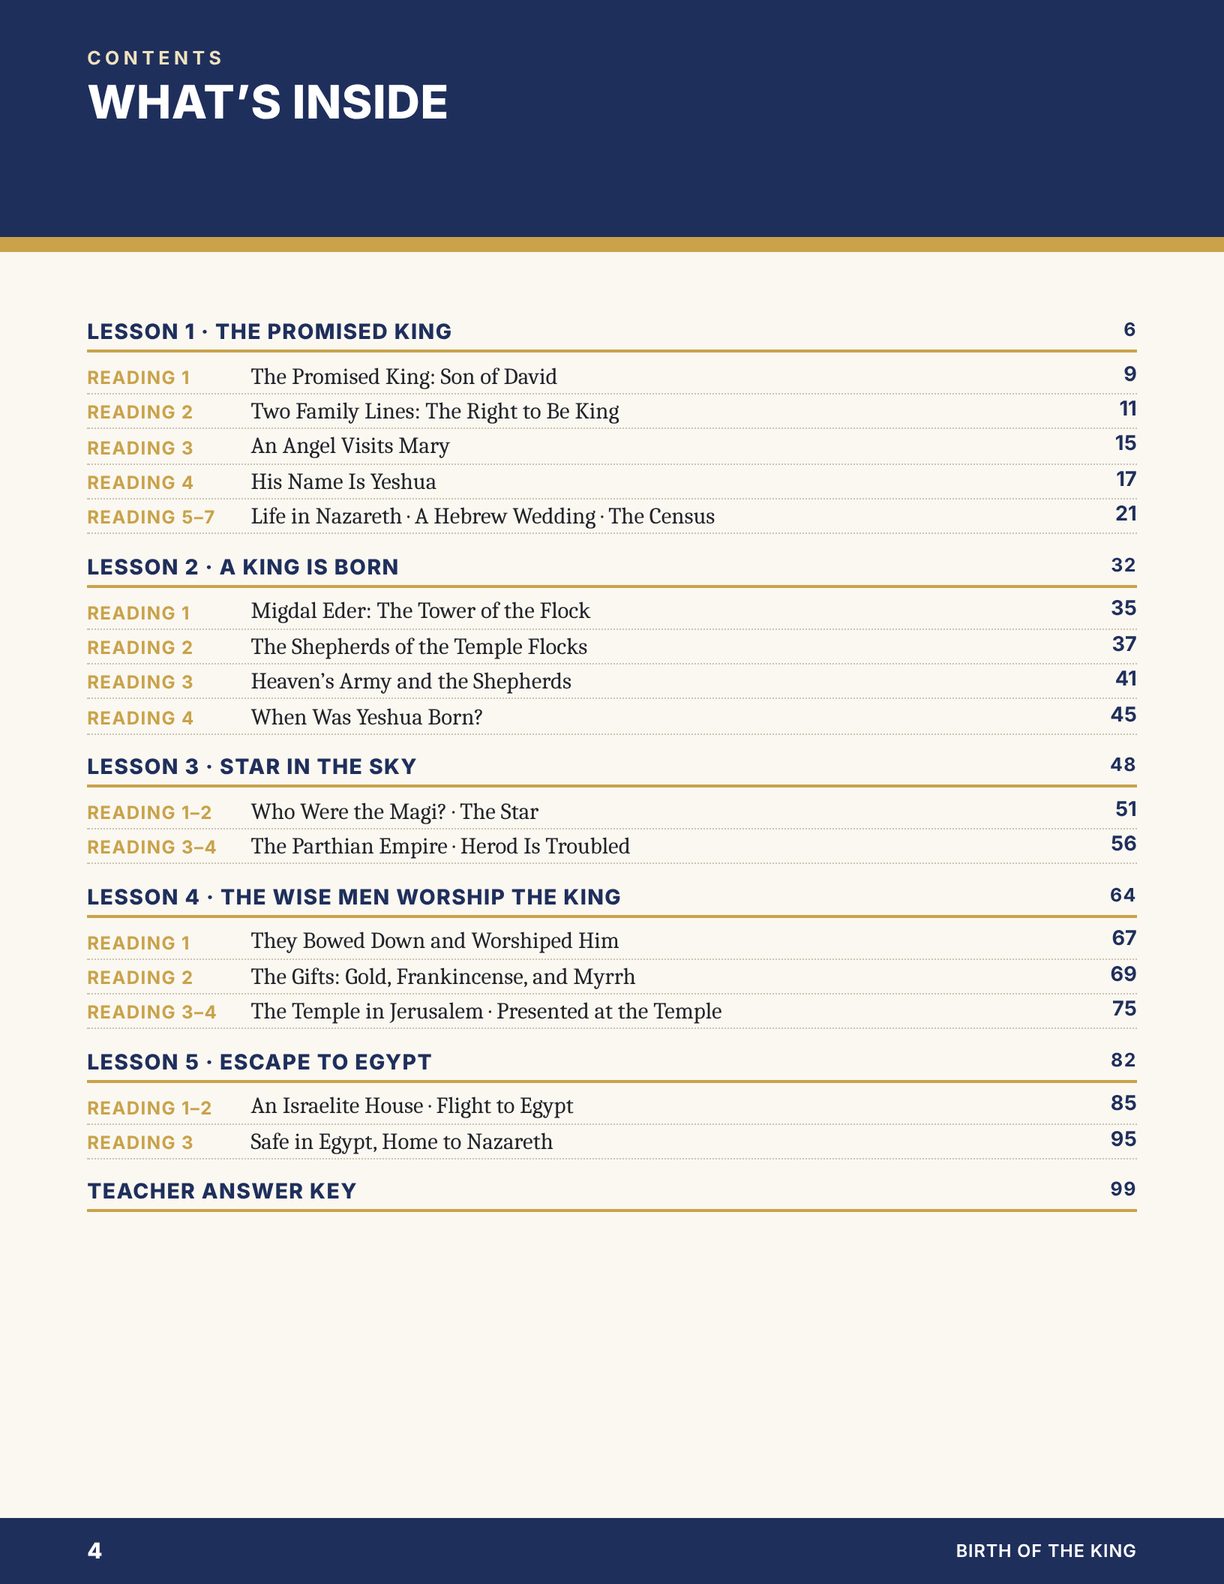 CONTENTS
WHAT’S INSIDE
LESSON 1 · THE PROMISED KING 6
READING 1 The Promised King: Son of David 9
READING 2 Two Family Lines: The Right to Be King 11
READING 3 An Angel Visits Mary 15
READING 4 His Name Is Yeshua 17
READING 5–7 Life in Nazareth · A Hebrew Wedding · The Census 21
LESSON 2 · A KING IS BORN 32
READING 1 Migdal Eder: The Tower of the Flock 35
READING 2 The Shepherds of the Temple Flocks 37
READING 3 Heaven’s Army and the Shepherds 41
READING 4 When Was Yeshua Born? 45
LESSON 3 · STAR IN THE SKY 48
READING 1–2 Who Were the Magi? · The Star 51
READING 3–4 The Parthian Empire · Herod Is Troubled 56
LESSON 4 · THE WISE MEN WORSHIP THE KING 64
READING 1 They Bowed Down and Worshiped Him 67
READING 2 The Gifts: Gold, Frankincense, and Myrrh 69
READING 3–4 The Temple in Jerusalem · Presented at the Temple 75
LESSON 5 · ESCAPE TO EGYPT 82
READING 1–2 An Israelite House · Flight to Egypt 85
READING 3 Safe in Egypt, Home to Nazareth 95
TEACHER ANSWER KEY 99
4 BIRTH OF THE KING